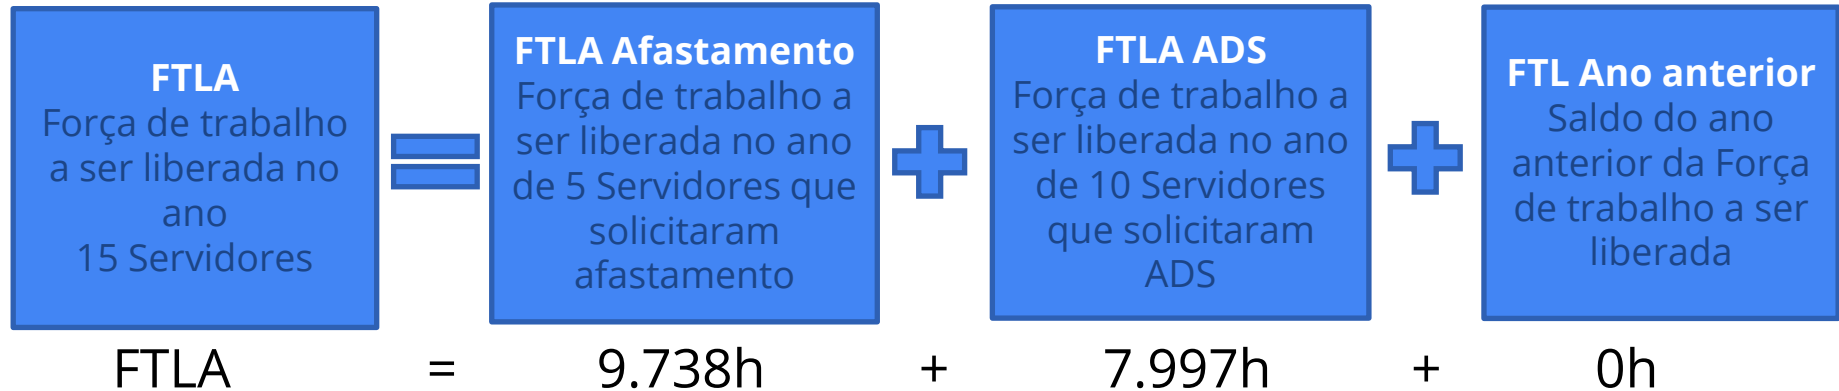 FTLA
Força de trabalho
a ser liberada no
ano
15 Servidores
FTLA Afastamento
Força de trabalho a
ser liberada no ano
de 5 Servidores que
solicitaram
afastamento
FTLA ADS
Força de trabalho a
ser liberada no ano
de 10 Servidores
que solicitaram
ADS
FTL Ano anterior
Saldo do ano
anterior da Força
de trabalho a ser
liberada
FTLA = 9.738h + 7.997h + 0h